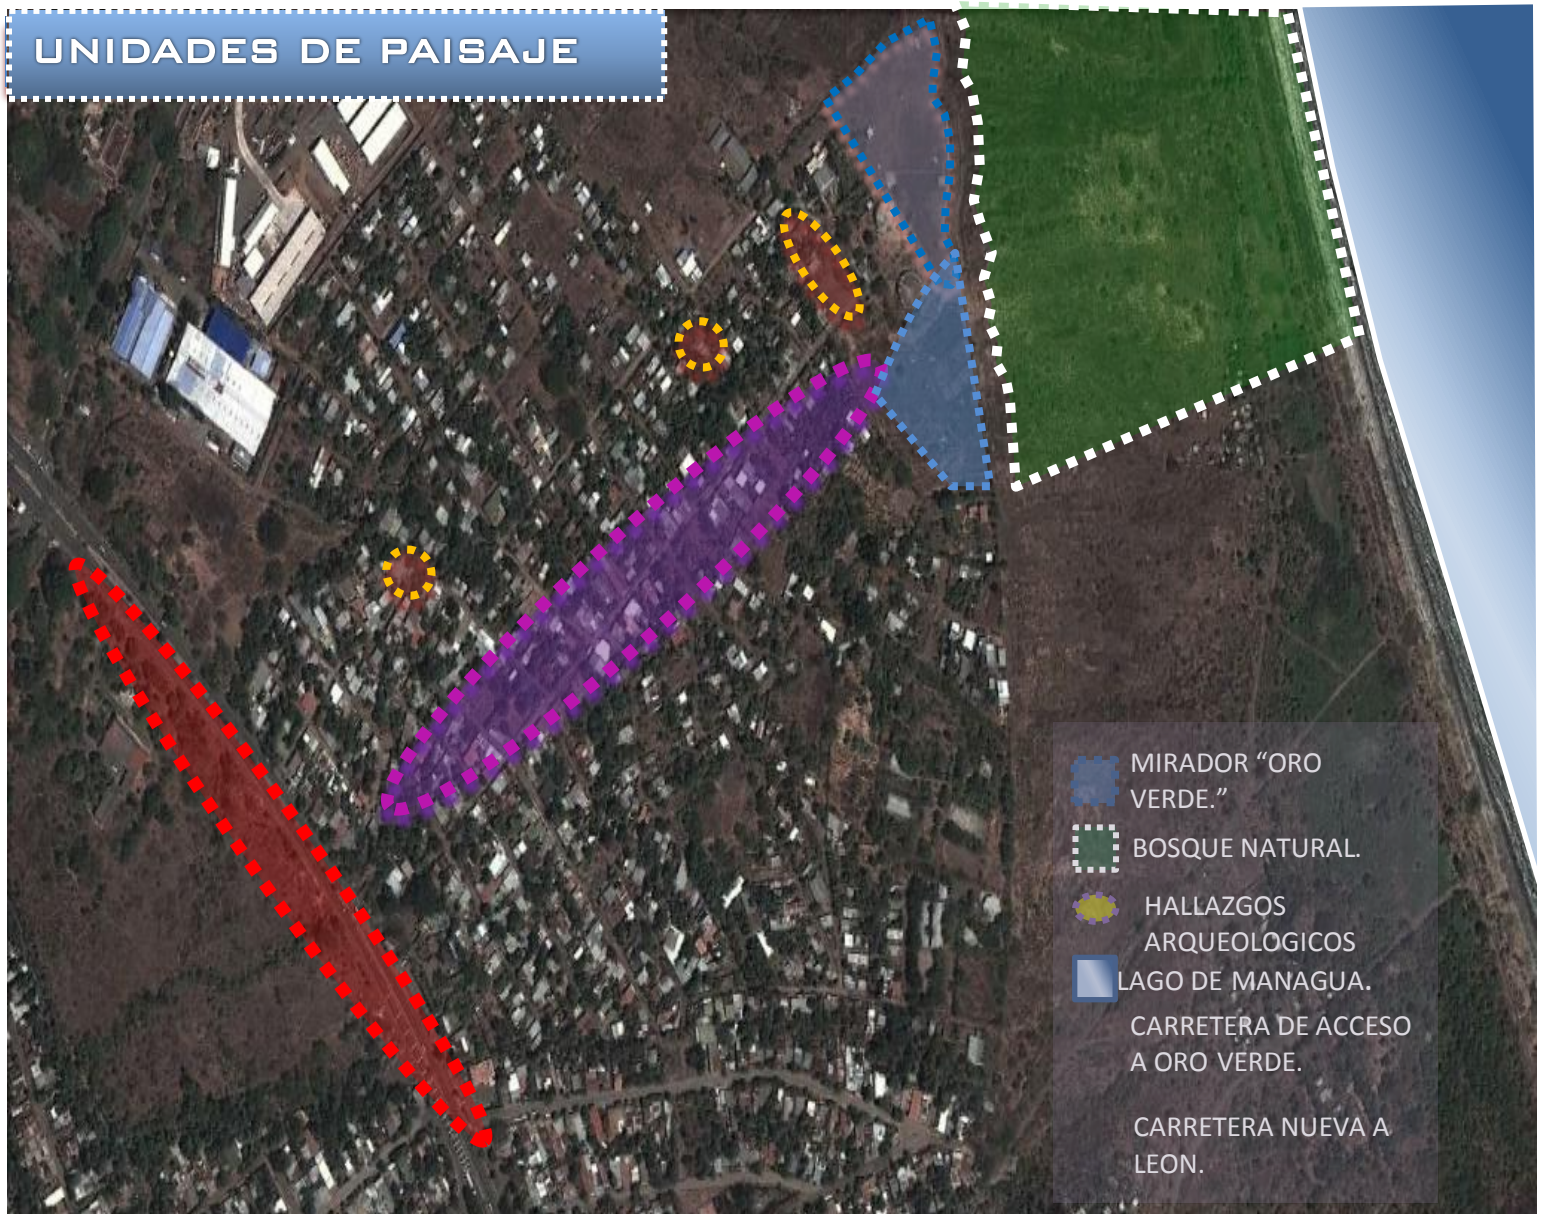 UNIDADES DE PAISAJE
MIRADOR “ORO
VERDE.”
BOSQUE NATURAL.
HALLAZGOS
ARQUEOLOGICOS
LAGO DE MANAGUA.
CARRETERA DE ACCESO
A ORO VERDE.
CARRETERA NUEVA A
LEON.